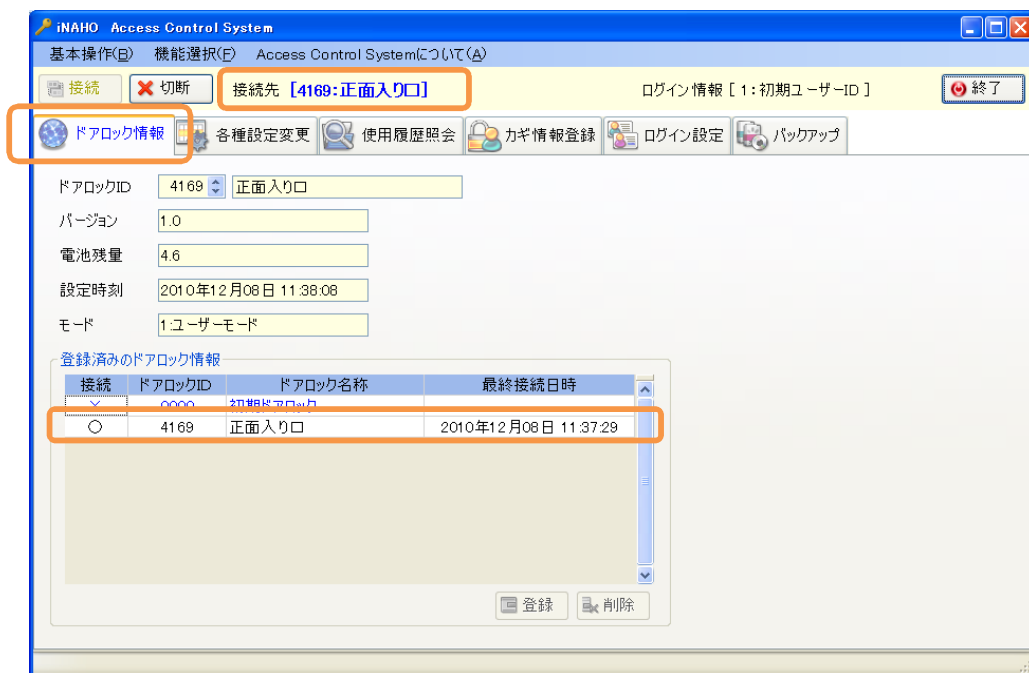 iNAHO Access Control System
基本操作(B) 機能選択(F) Access Control Systemについて(A)
接続 切断 接続先 [4169:正面入り口] ログイン情報 [ 1:初期ユーザーID ] 終了
ドアロック情報 各種設定変更 使用履歴照会 カギ情報登録 ログイン設定 バックアップ
ドアロックID 4169 正面入り口
バージョン 1.0
電池残量 4.6
設定時刻 2010年12月08日 11:38:08
モード 1:ユーザーモード
登録済みのドアロック情報
接続 ドアロックID ドアロック名称 最終接続日時
× 0000 初期ドアロック
○ 4169 正面入り口 2010年12月08日 11:37:29
登録 削除